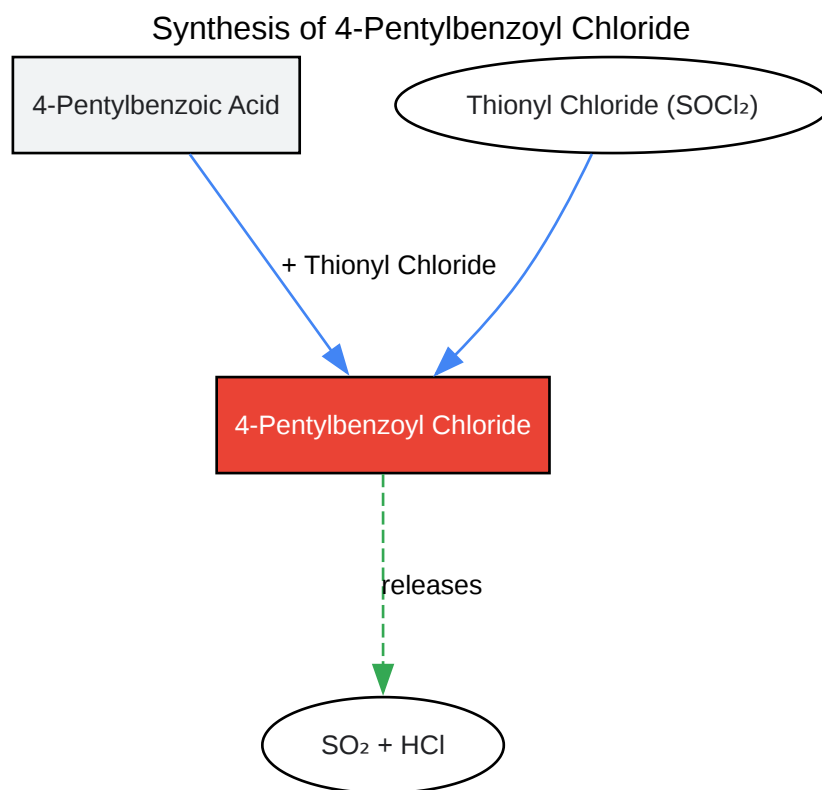 Synthesis of 4-Pentylbenzoyl Chloride
4-Pentylbenzoic Acid
Thionyl Chloride (SOCl₂)
+ Thionyl Chloride
4-Pentylbenzoyl Chloride
releases
SO₂ + HCl